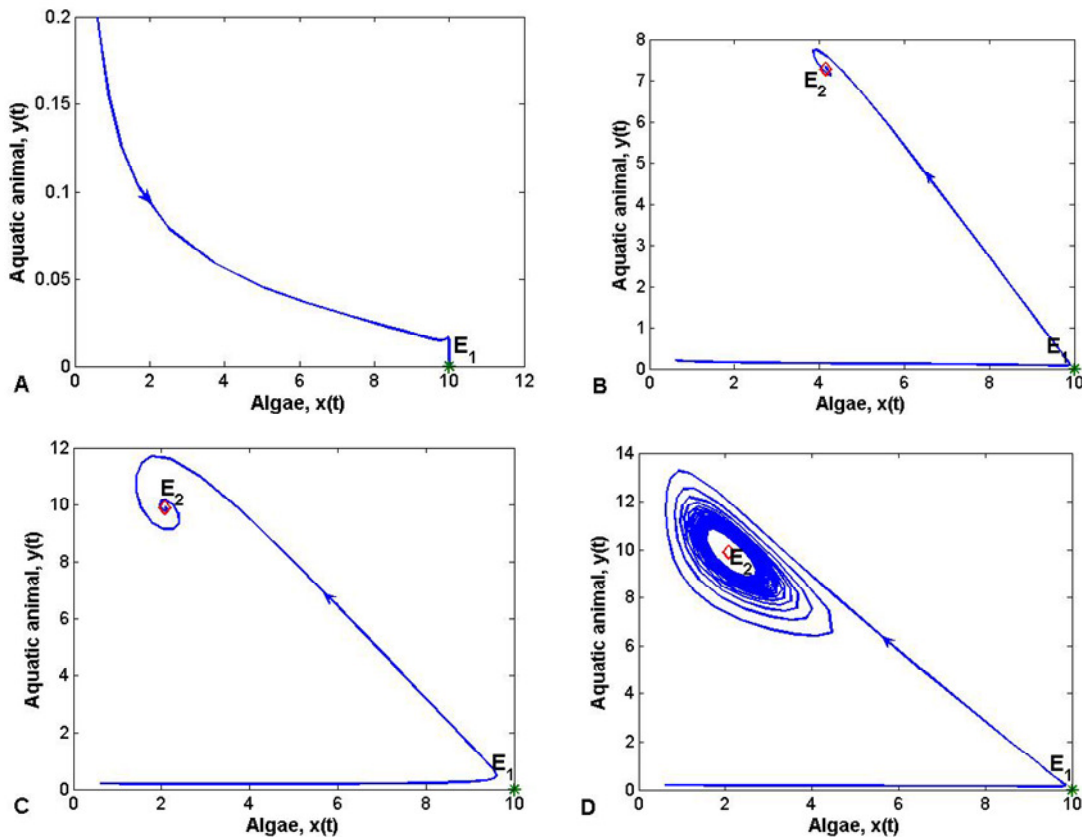 0.2
0.15
0.1
0.05
0
Aquatic animal, y(t)
E1
0 2 4 6 8 10 12
Algae, x(t)
A
8
7
6
5
4
3
2
1
0
Aquatic animal, y(t)
E2
E1
0 2 4 6 8 10
Algae, x(t)
B
12
10
8
6
4
2
0
Aquatic animal, y(t)
E2
E1
0 2 4 6 8 10
Algae, x(t)
C
14
12
10
8
6
4
2
0
Aquatic animal, y(t)
E2
E1
0 2 4 6 8 10
Algae, x(t)
D